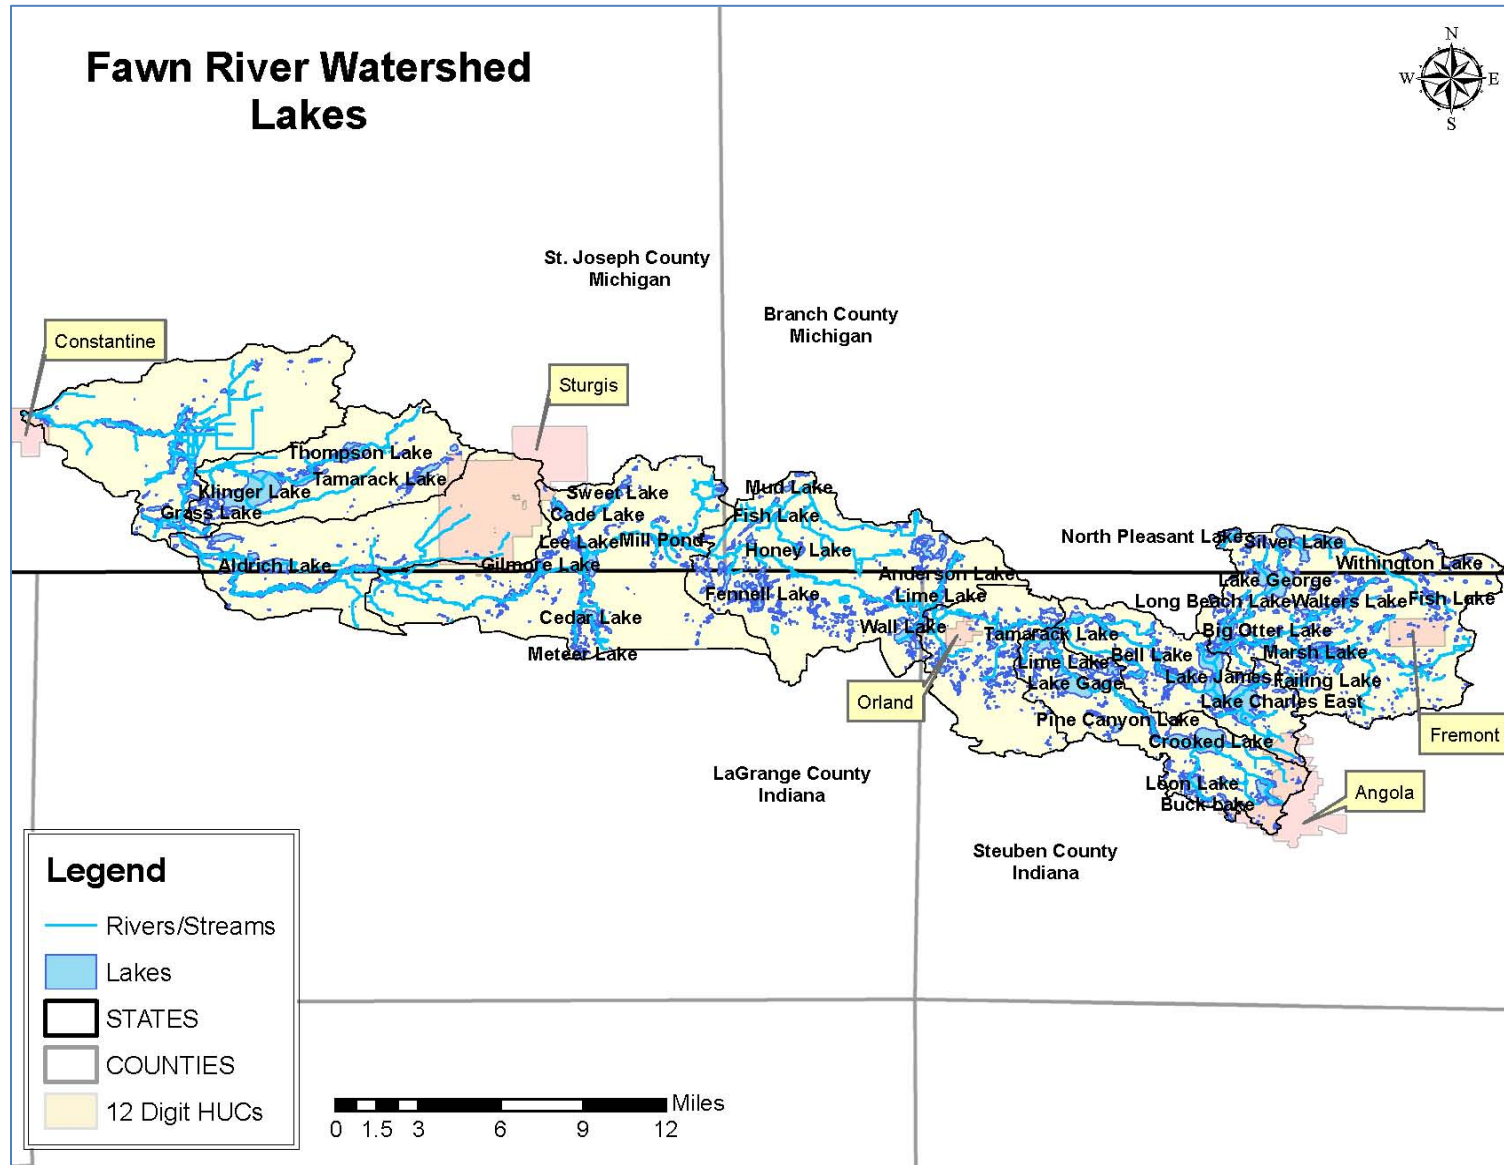 Fawn River Watershed
Lakes
N
W
E
S
St. Joseph County
Michigan
Branch County
Michigan
Constantine
Sturgis
Thompson Lake
Tamarack Lake
Klinger Lake
Grass Lake
Aldrich Lake
Sweet Lake
Cade Lake
Lee Lake
Mill Pond
Gilmore Lake
Cedar Lake
Meteer Lake
Mud Lake
Fish Lake
Honey Lake
Fennell Lake
Anderson Lake
Lime Lake
Wall Lake
North Pleasant Lake
Silver Lake
Withington Lake
Lake George
Long Beach Lake
Walters Lake
Fish Lake
Big Otter Lake
Tamarack Lake
Bell Lake
Marsh Lake
Lime Lake
Lake Gage
Lake James
Failing Lake
Lake Charles East
Pine Canyon Lake
Crooked Lake
Loon Lake
Buck Lake
Orland
Fremont
Angola
LaGrange County
Indiana
Steuben County
Indiana
Legend
Rivers/Streams
Lakes
STATES
COUNTIES
12 Digit HUCs
Miles
0 1.5 3 6 9 12